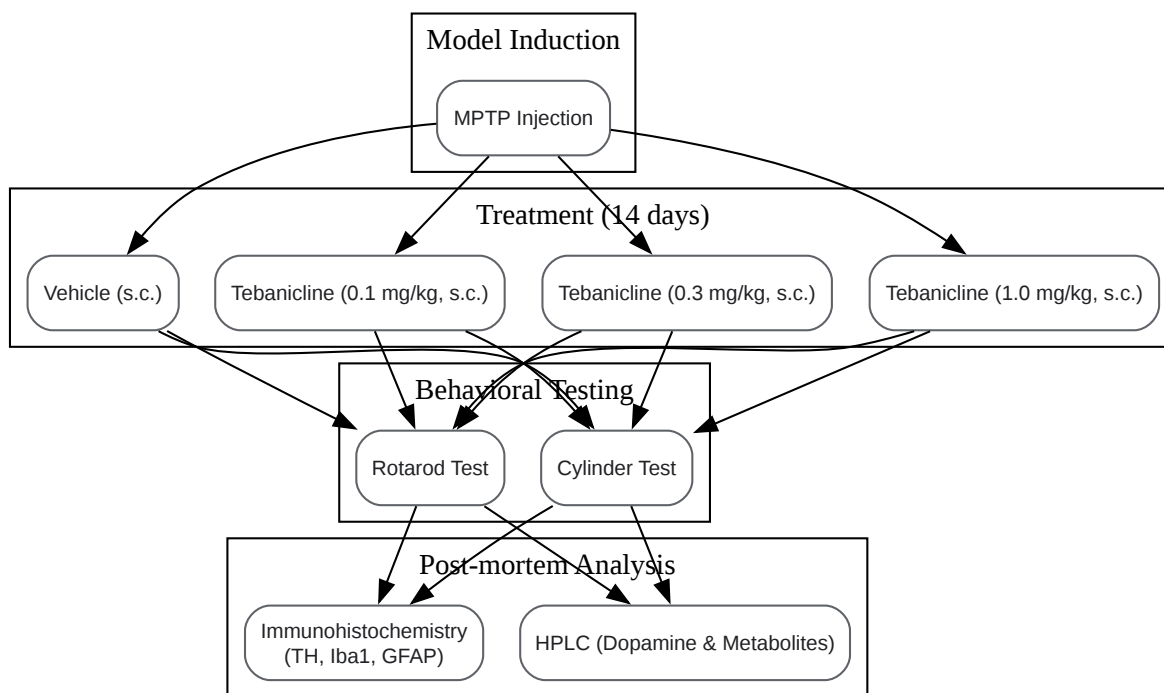 Model Induction
MPTP Injection
Treatment (14 days)
Vehicle (s.c.)
Tebanicline (0.1 mg/kg, s.c.)
Tebanicline (0.3 mg/kg, s.c.)
Tebanicline (1.0 mg/kg, s.c.)
Behavioral Testing
Rotarod Test
Cylinder Test
Post-mortem Analysis
Immunohistochemistry
(TH, Iba1, GFAP)
HPLC (Dopamine & Metabolites)